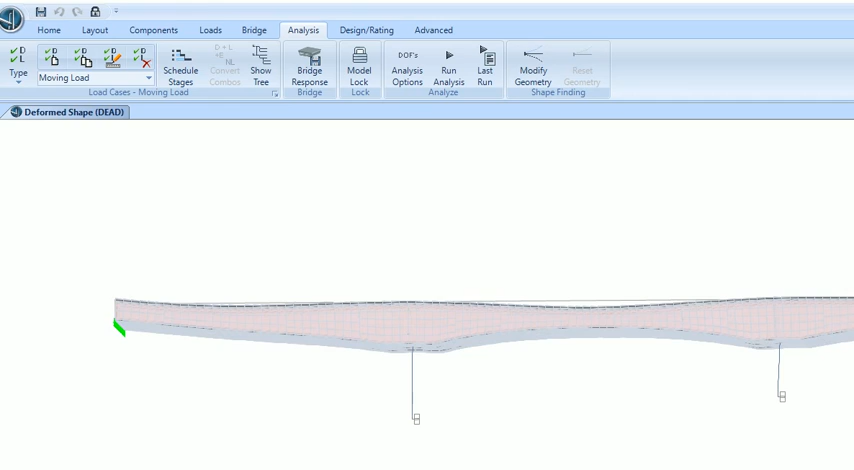 Home Layout Components Loads Bridge Analysis Design/Rating Advanced
Type
Moving Load
Schedule Stages
Convert Combos
Show Tree
Bridge Response
Model Lock
DOF's
Analysis Options
Run Analysis
Last Run
Modify Geometry
Reset Geometry
Load Cases - Moving Load
Bridge
Lock
Analyze
Shape Finding
Deformed Shape (DEAD)